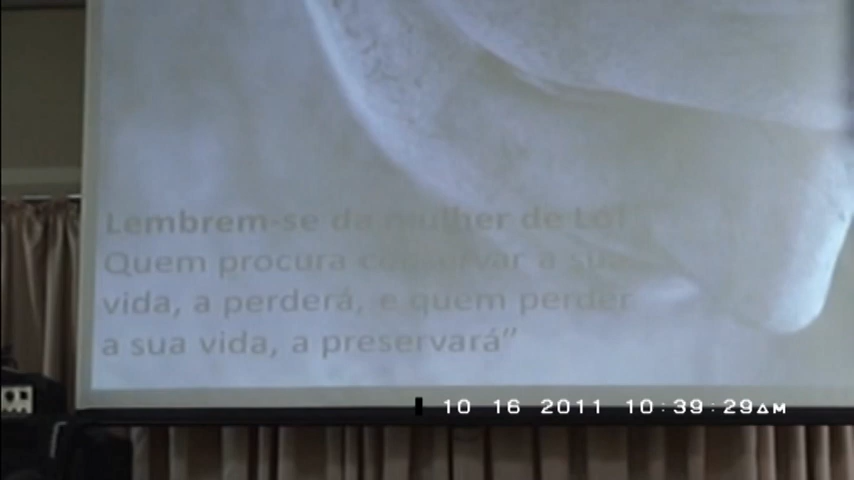 Lembrem-se da mulher de Ló!
Quem procura conservar a sua
vida, a perderá, e quem perder
a sua vida, a preservará”
10 16 2011 10:39:29AM